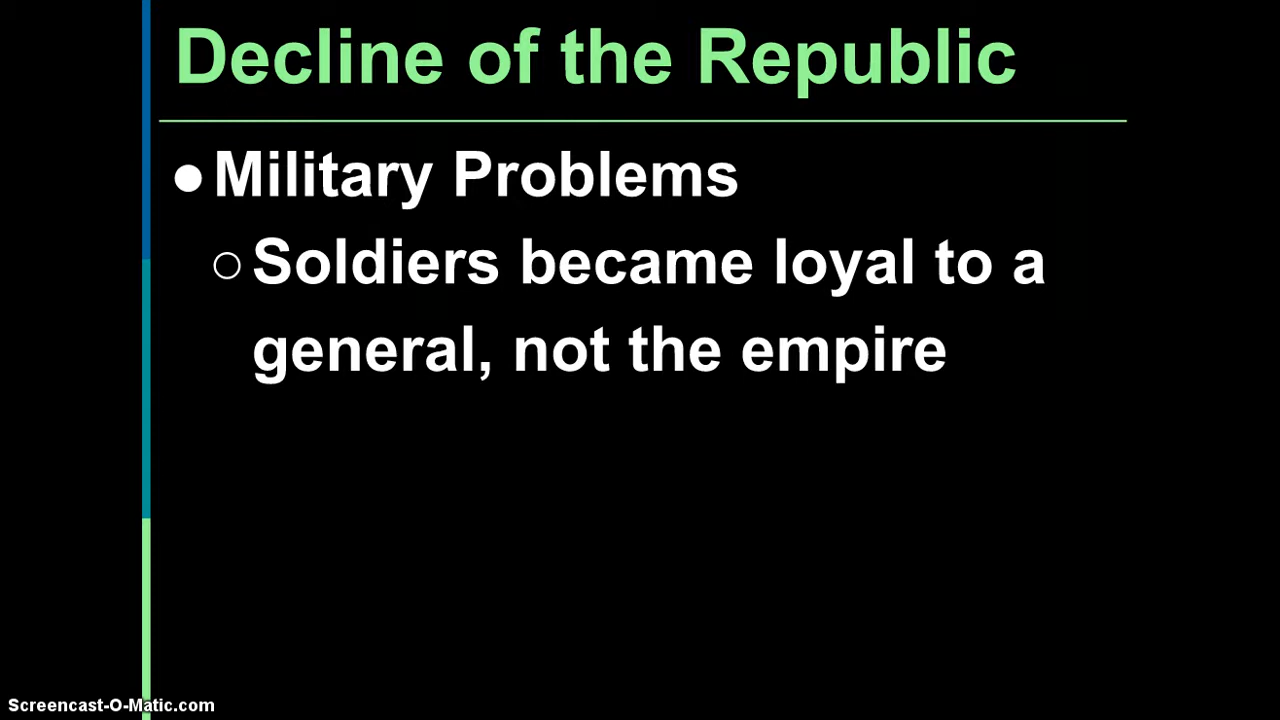 Decline of the Republic
●Military Problems
○Soldiers became loyal to a
general, not the empire
Screencast-O-Matic.com